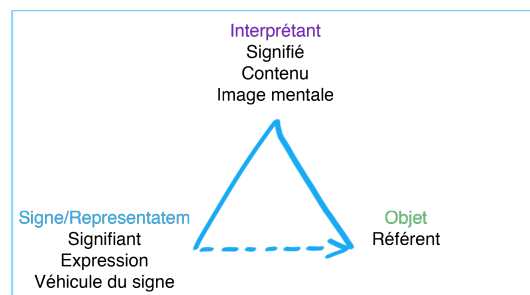 Interprétant
Signifié
Contenu
Image mentale
Signe/Representatem
Signifiant
Expression
Véhicule du signe
Objet
Référent